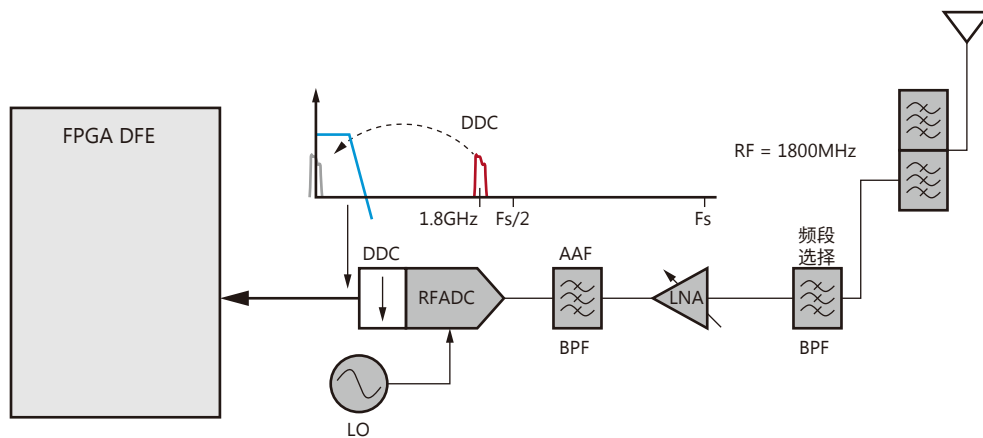 FPGA DFE
DDC
RF = 1800MHz
1.8GHz
Fs/2
Fs
DDC
RFADC
AAF
BPF
LNA
频段
选择
BPF
LO